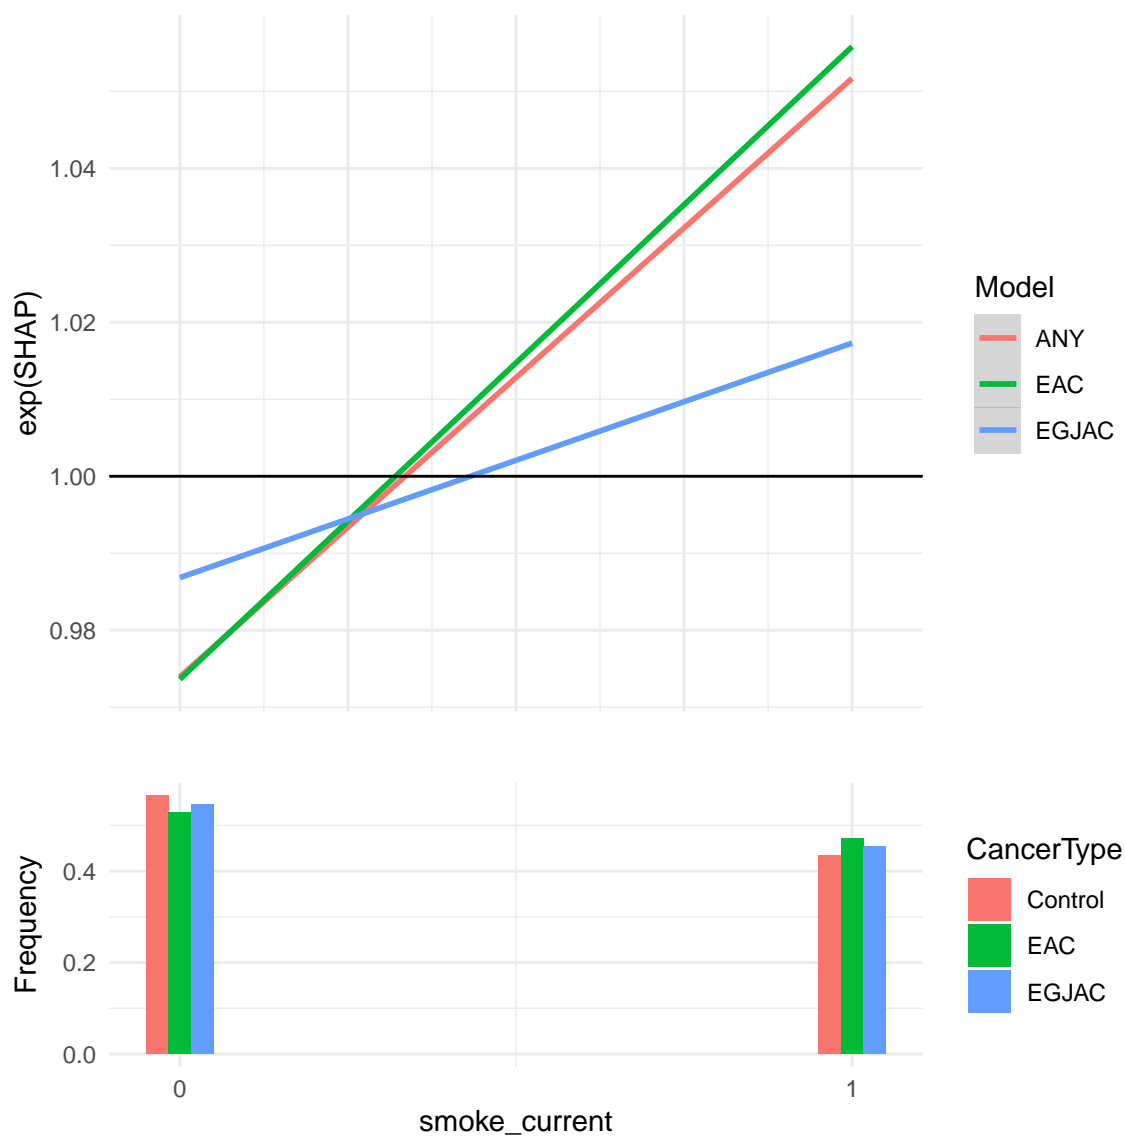 1.04
1.02
1.00
0.98
exp(SHAP)
Model
ANY
EAC
EGJAC
0.4
0.2
0.0
Frequency
0
1
smoke_current
CancerType
Control
EAC
EGJAC